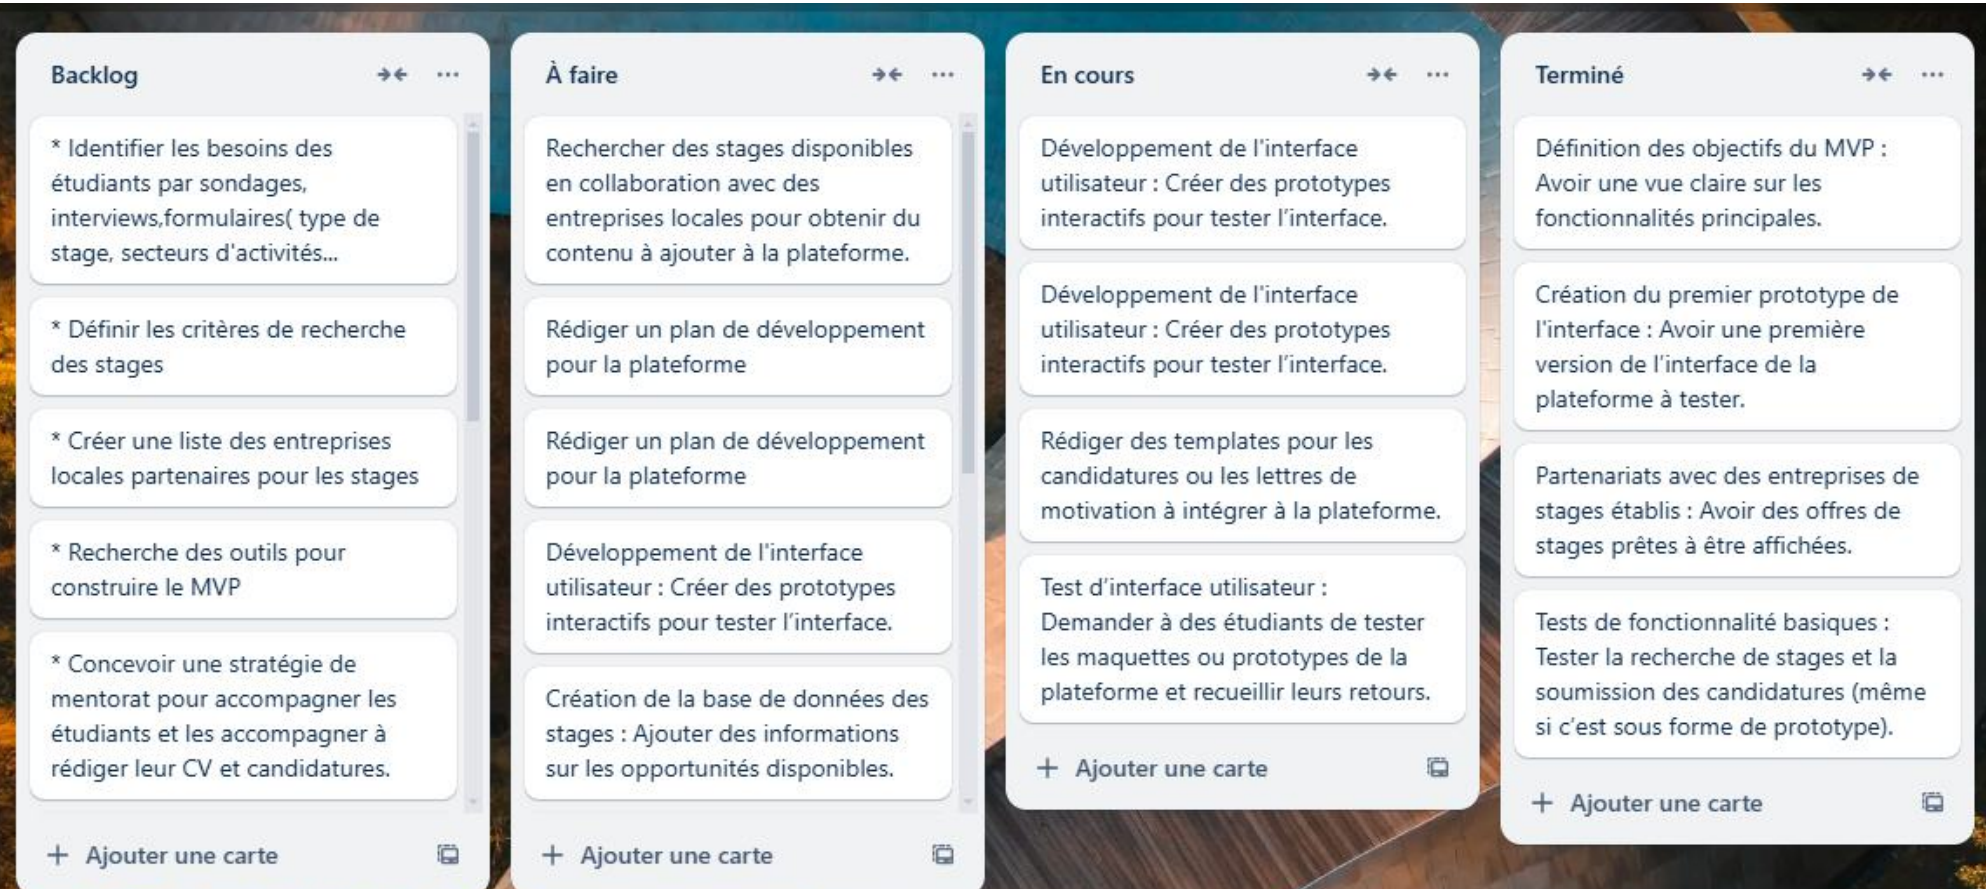 Backlog
* Identifier les besoins des
étudiants par sondages,
interviews,formulaires( type de
stage, secteurs d'activités...
* Définir les critères de recherche
des stages
* Créer une liste des entreprises
locales partenaires pour les stages
* Recherche des outils pour
construire le MVP
* Concevoir une stratégie de
mentorat pour accompagner les
étudiants et les accompagner à
rédiger leur CV et candidatures.
+ Ajouter une carte
À faire
Rechercher des stages disponibles
en collaboration avec des
entreprises locales pour obtenir du
contenu à ajouter à la plateforme.
Rédiger un plan de développement
pour la plateforme
Rédiger un plan de développement
pour la plateforme
Développement de l'interface
utilisateur : Créer des prototypes
interactifs pour tester l’interface.
Création de la base de données des
stages : Ajouter des informations
sur les opportunités disponibles.
+ Ajouter une carte
En cours
Développement de l'interface
utilisateur : Créer des prototypes
interactifs pour tester l’interface.
Développement de l'interface
utilisateur : Créer des prototypes
interactifs pour tester l’interface.
Rédiger des templates pour les
candidatures ou les lettres de
motivation à intégrer à la plateforme.
Test d’interface utilisateur :
Demander à des étudiants de tester
les maquettes ou prototypes de la
plateforme et recueillir leurs retours.
+ Ajouter une carte
Terminé
Définition des objectifs du MVP :
Avoir une vue claire sur les
fonctionnalités principales.
Création du premier prototype de
l'interface : Avoir une première
version de l’interface de la
plateforme à tester.
Partenariats avec des entreprises de
stages établis : Avoir des offres de
stages prêtes à être affichées.
Tests de fonctionnalité basiques :
Tester la recherche de stages et la
soumission des candidatures (même
si c’est sous forme de prototype).
+ Ajouter une carte